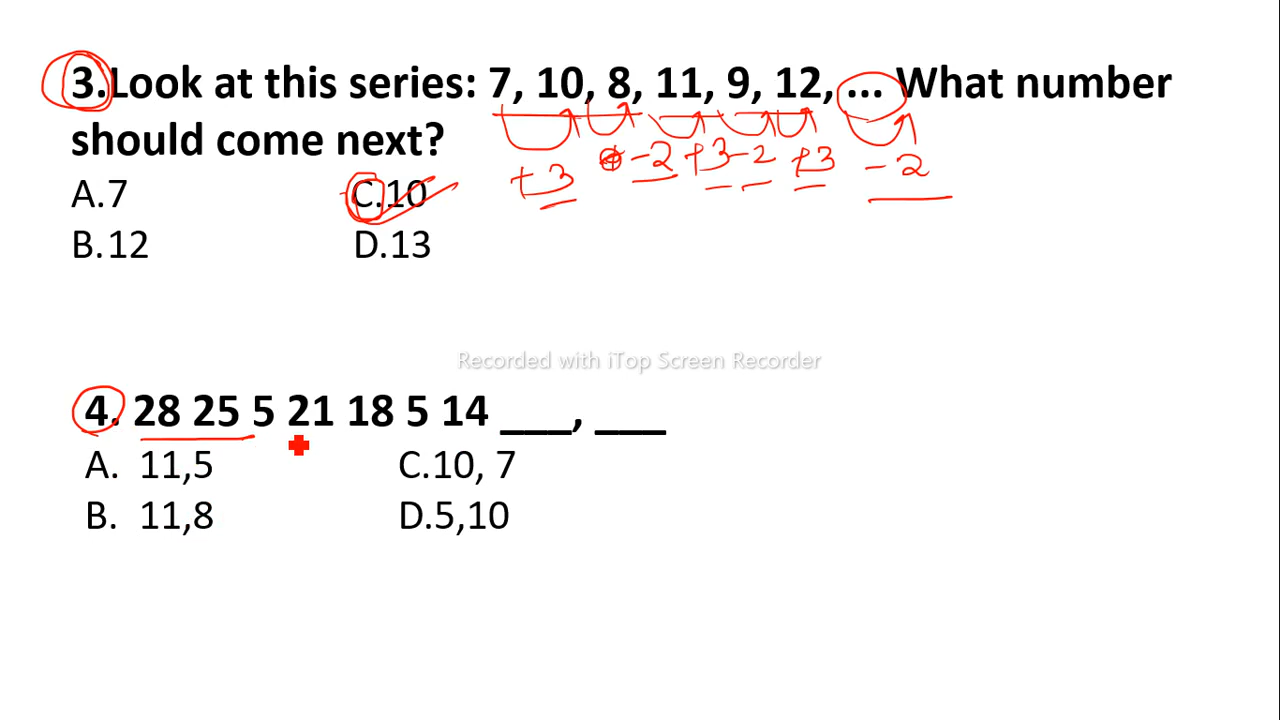 3.Look at this series: 7, 10, 8, 11, 9, 12, ... What number
should come next?
+3 -2 +3 -2 +3 -2
A.7 C.10
B.12 D.13
Recorded with iTop Screen Recorder
4. 28 25 5 21 18 5 14 ___, ___
A. 11,5 C.10, 7
B. 11,8 D.5,10